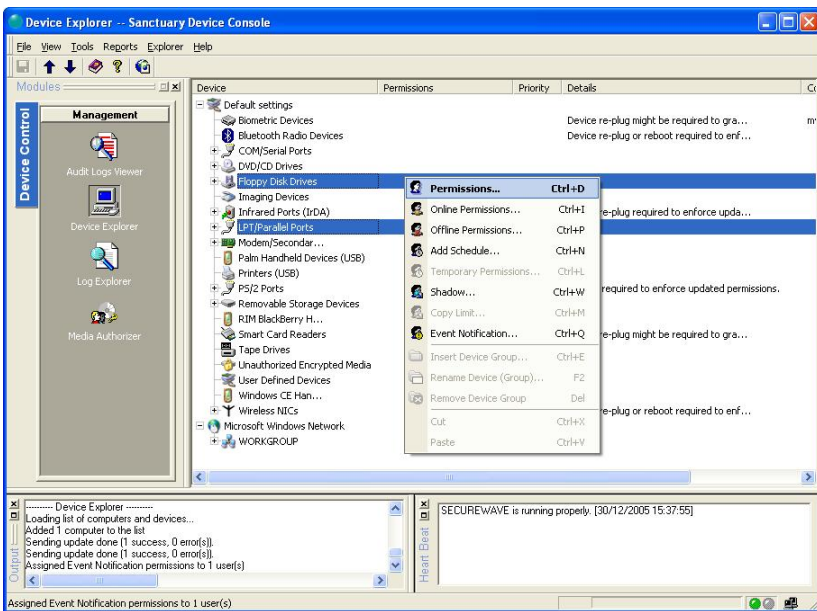 Device Explorer -- Sanctuary Device Console
File View Tools Reports Explorer Help
Modules
Device Control
Management
Audit Logs Viewer
Device Explorer
Log Explorer
Media Authorizer
Device Permissions Priority Details
Default settings
Biometric Devices Device re-plug might be required to gra...
Bluetooth Radio Devices Device re-plug or reboot required to enf...
COM/Serial Ports
DVD/CD Drives
Floppy Disk Drives
Imaging Devices
Infrared Ports (IrDA) re-plug required to enforce upda...
LPT/Parallel Ports
Modem/Secondar...
Palm Handheld Devices (USB)
Printers (USB)
PS/2 Ports required to enforce updated permissions.
Removable Storage Devices
RIM BlackBerry H...
Smart Card Readers re-plug might be required to gra...
Tape Drives
Unauthorized Encrypted Media
User Defined Devices
Windows CE Han...
Wireless NICs e-plug or reboot required to enf...
Microsoft Windows Network
WORKGROUP
Permissions... Ctrl+D
Online Permissions... Ctrl+I
Offline Permissions... Ctrl+P
Add Schedule... Ctrl+N
Temporary Permissions... Ctrl+L
Shadow... Ctrl+W
Copy Limit... Ctrl+M
Event Notification... Ctrl+Q
Insert Device Group... Ctrl+E
Rename Device (Group)... F2
Remove Device Group Del
Cut Ctrl+X
Paste Ctrl+V
Output
---------- Device Explorer ----------
Loading list of computers and devices...
Added 1 computer to the list
Sending update done (1 success, 0 error(s)).
Sending update done (1 success, 0 error(s)).
Assigned Event Notification permissions to 1 user(s)
Heart Beat
SECUREWAVE is running properly. [30/12/2005 15:37:55]
Assigned Event Notification permissions to 1 user(s)